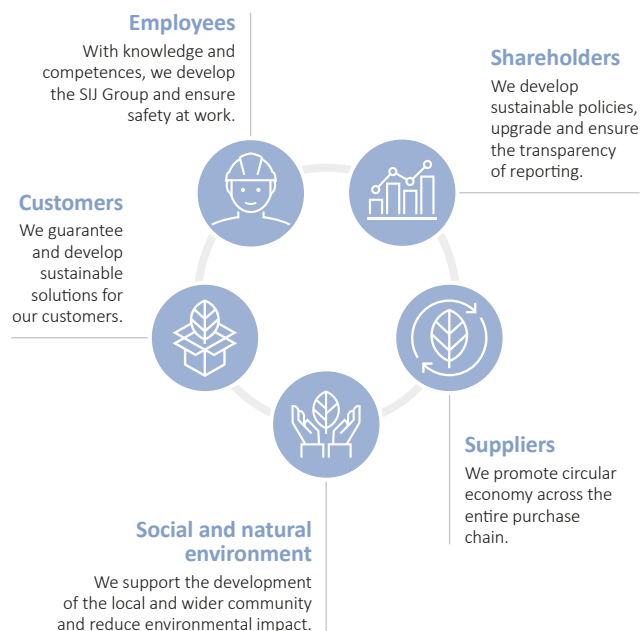 Employees
With knowledge and
competences, we develop
the SIJ Group and ensure
safety at work.
Shareholders
We develop
sustainable policies,
upgrade and ensure
the transparency
of reporting.
Customers
We guarantee
and develop
sustainable
solutions for
our customers.
Suppliers
We promote circular
economy across the
entire purchase
chain.
Social and natural
environment
We support the development
of the local and wider community
and reduce environmental impact.